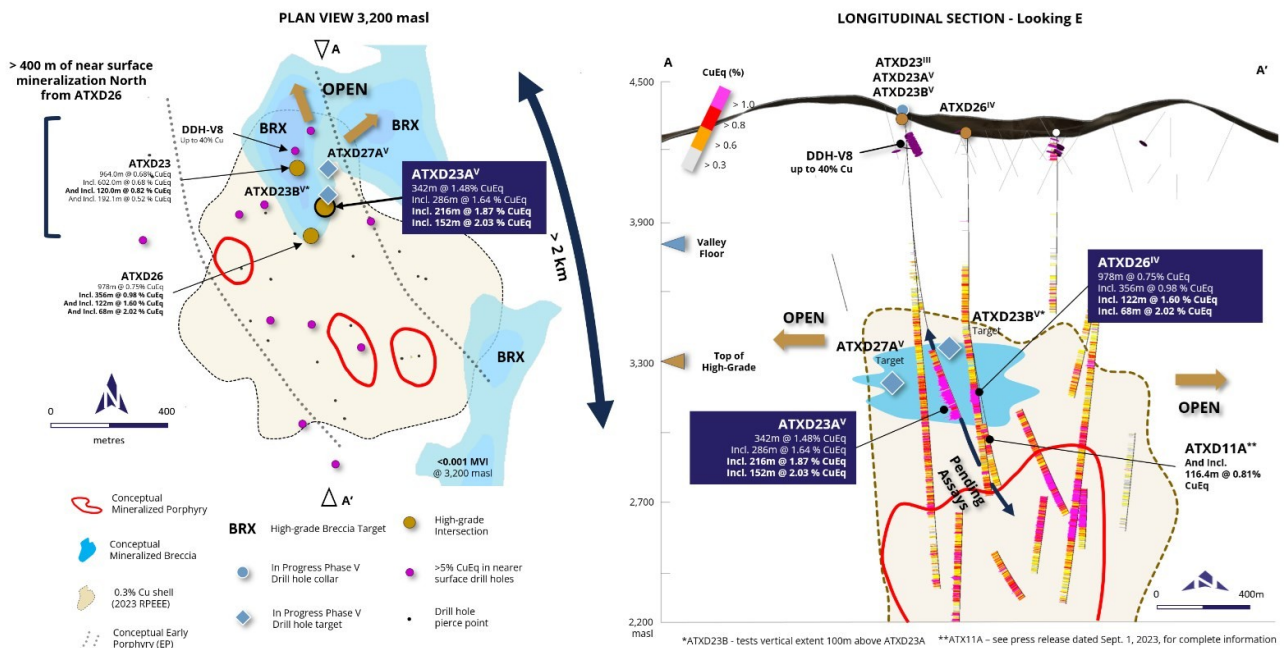 PLAN VIEW 3,200 masl
A
> 400 m of near surface
mineralization North
from ATXD26
OPEN
BRX
BRX
DDH-V8
Up to 40% Cu
ATXD27Aⱽ
ATXD23
964.0m @ 0.68% CuEq
Incl. 602.0m @ 0.68 % CuEq
And Incl. 120.0m @ 0.82 % CuEq
And Incl. 192.1m @ 0.52 % CuEq
ATXD23Bⱽ*
ATXD23Aⱽ
342m @ 1.48% CuEq
Incl. 286m @ 1.64 % CuEq
Incl. 216m @ 1.87 % CuEq
Incl. 152m @ 2.03 % CuEq
> 2 km
ATXD26
978m @ 0.75% CuEq
Incl. 356m @ 0.98 % CuEq
And Incl. 122m @ 1.60 % CuEq
And Incl. 68m @ 2.02 % CuEq
BRX
N
0 400
metres
<0.001 MVI
@ 3,200 masl
A'
Conceptual
Mineralized Porphyry
Conceptual
Mineralized Breccia
0.3% Cu shell
(2023 RPEEE)
Conceptual Early
Porphyry (EP)
BRX
High-grade Breccia Target
In Progress Phase V
Drill hole collar
In Progress Phase V
Drill hole target
High-grade
Intersection
>5% CuEq in nearer
surface drill holes
Drill hole
pierce point
LONGITUDINAL SECTION - Looking E
A
A'
4,500
3,900
3,300
2,700
2,200
masl
CuEq (%)
> 1.0
> 0.8
> 0.6
> 0.3
ATXD23ᴵᴵᴵ
ATXD23Aⱽ
ATXD23Bⱽ
ATXD26ᴵⱽ
DDH-V8
up to 40% Cu
Valley
Floor
Top of
High-Grade
ATXD26ᴵⱽ
978m @ 0.75% CuEq
Incl. 356m @ 0.98 % CuEq
Incl. 122m @ 1.60 % CuEq
Incl. 68m @ 2.02 % CuEq
OPEN
ATXD23Bⱽ*
Target
ATXD27Aⱽ
Target
OPEN
ATXD23Aⱽ
342m @ 1.48% CuEq
Incl. 286m @ 1.64 % CuEq
Incl. 216m @ 1.87 % CuEq
Incl. 152m @ 2.03 % CuEq
ATXD11A**
And Incl.
116.4m @ 0.81%
CuEq
Pending
Assays
N
0 400m
*ATXD23B - tests vertical extent 100m above ATXD23A **ATX11A – see press release dated Sept. 1, 2023, for complete information